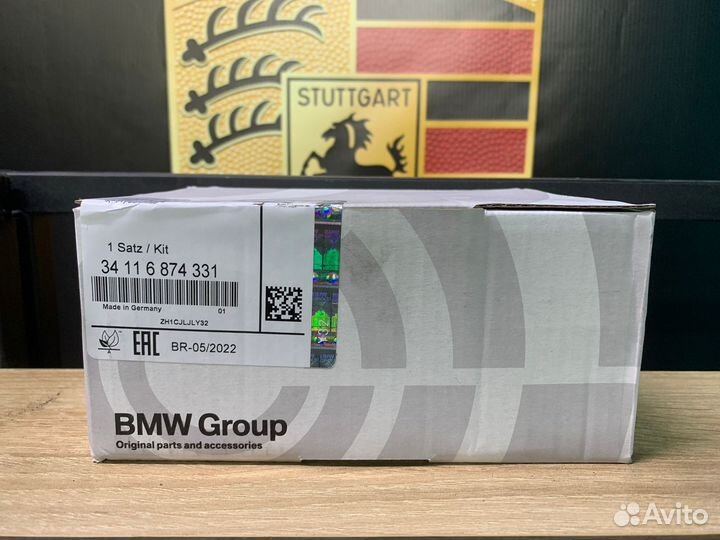 STUTTGART
1 Satz / Kit
34 11 6 874 331
Made in Germany 01
ZH1CJLJLY32
EAC BR-05/2022
BMW Group
Original parts and accessories
Avito